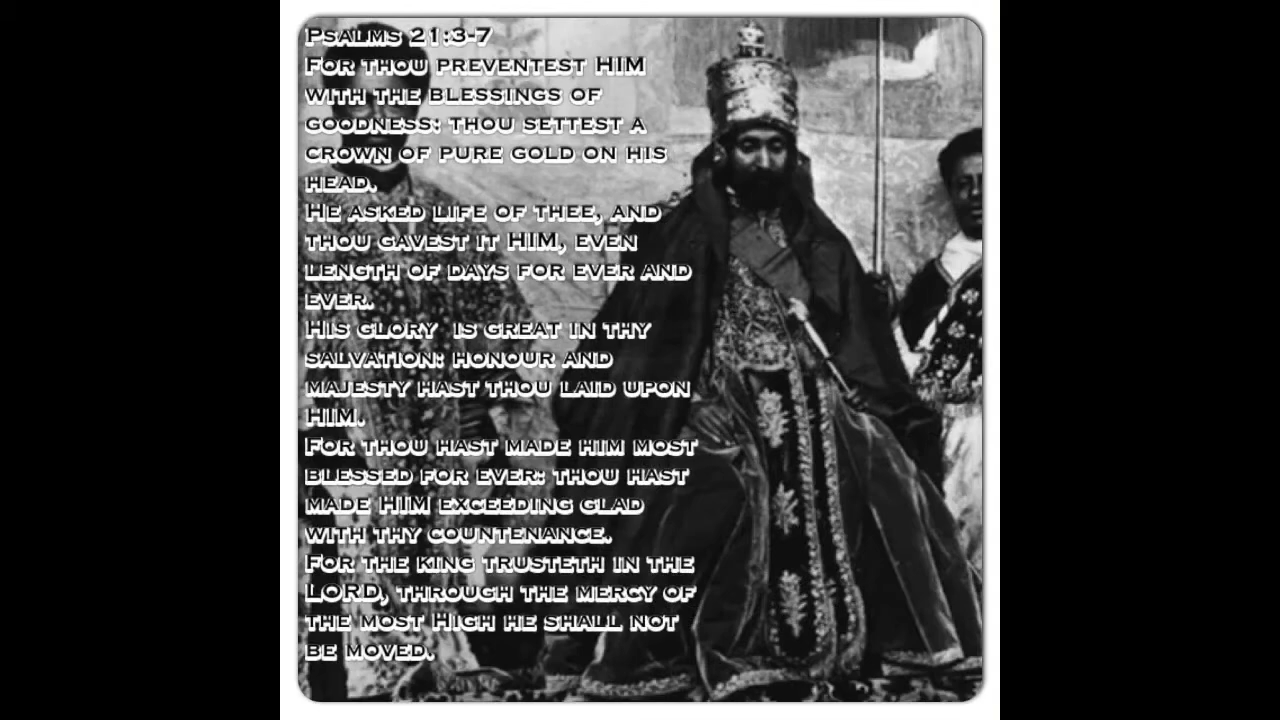 Psalms 21:3-7
For thou preventest HIM
with the blessings of
goodness: thou settest a
crown of pure gold on his
head.
He asked life of thee, and
thou gavest it HIM, even
length of days for ever and
ever.
His glory is great in thy
salvation: honour and
majesty hast thou laid upon
HIM.
For thou hast made him most
blessed for ever: thou hast
made HIM exceeding glad
with thy countenance.
For the king trusteth in the
LORD, through the mercy of
the most High he shall not
be moved.